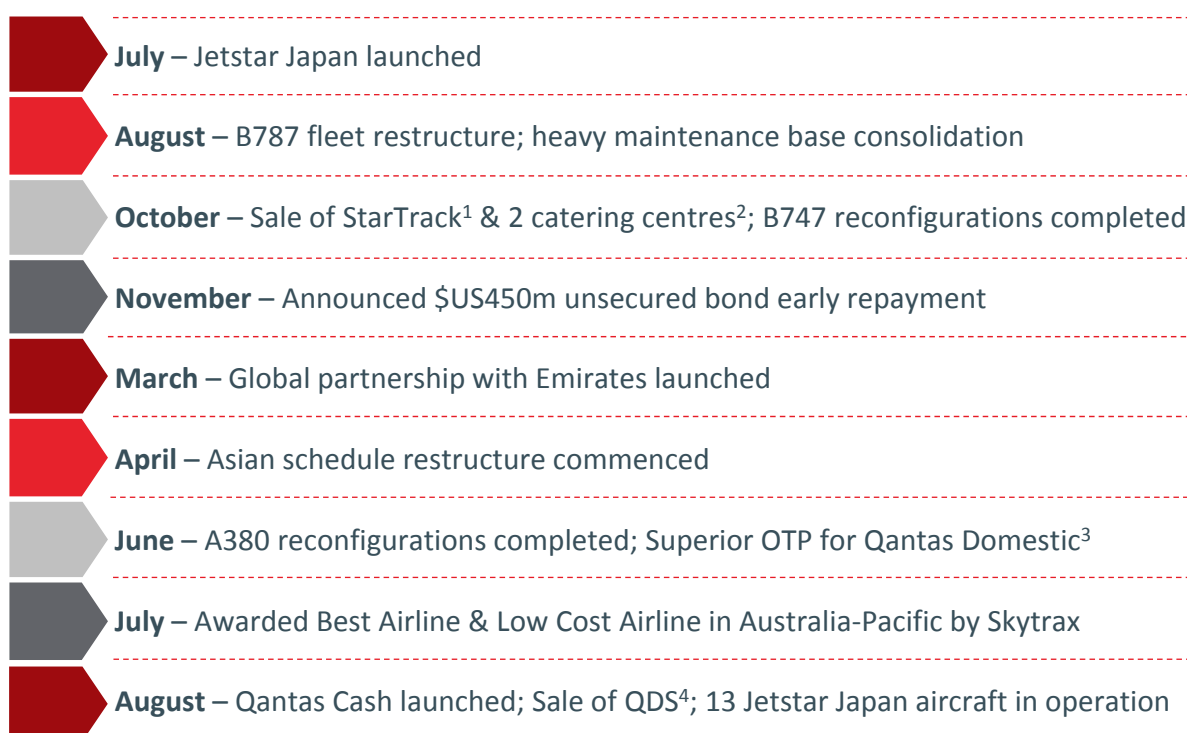 July – Jetstar Japan launched
August – B787 fleet restructure; heavy maintenance base consolidation
October – Sale of StarTrack¹ & 2 catering centres²; B747 reconfigurations completed
November – Announced $US450m unsecured bond early repayment
March – Global partnership with Emirates launched
April – Asian schedule restructure commenced
June – A380 reconfigurations completed; Superior OTP for Qantas Domestic³
July – Awarded Best Airline & Low Cost Airline in Australia-Pacific by Skytrax
August – Qantas Cash launched; Sale of QDS⁴; 13 Jetstar Japan aircraft in operation